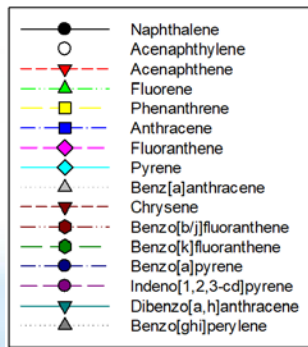 Naphthalene
Acenaphthylene
Acenaphthene
Fluorene
Phenanthrene
Anthracene
Fluoranthene
Pyrene
Benz[a]anthracene
Chrysene
Benzo[b/j]fluoranthene
Benzo[k]fluoranthene
Benzo[a]pyrene
Indeno[1,2,3-cd]pyrene
Dibenzo[a,h]anthracene
Benzo[ghi]perylene